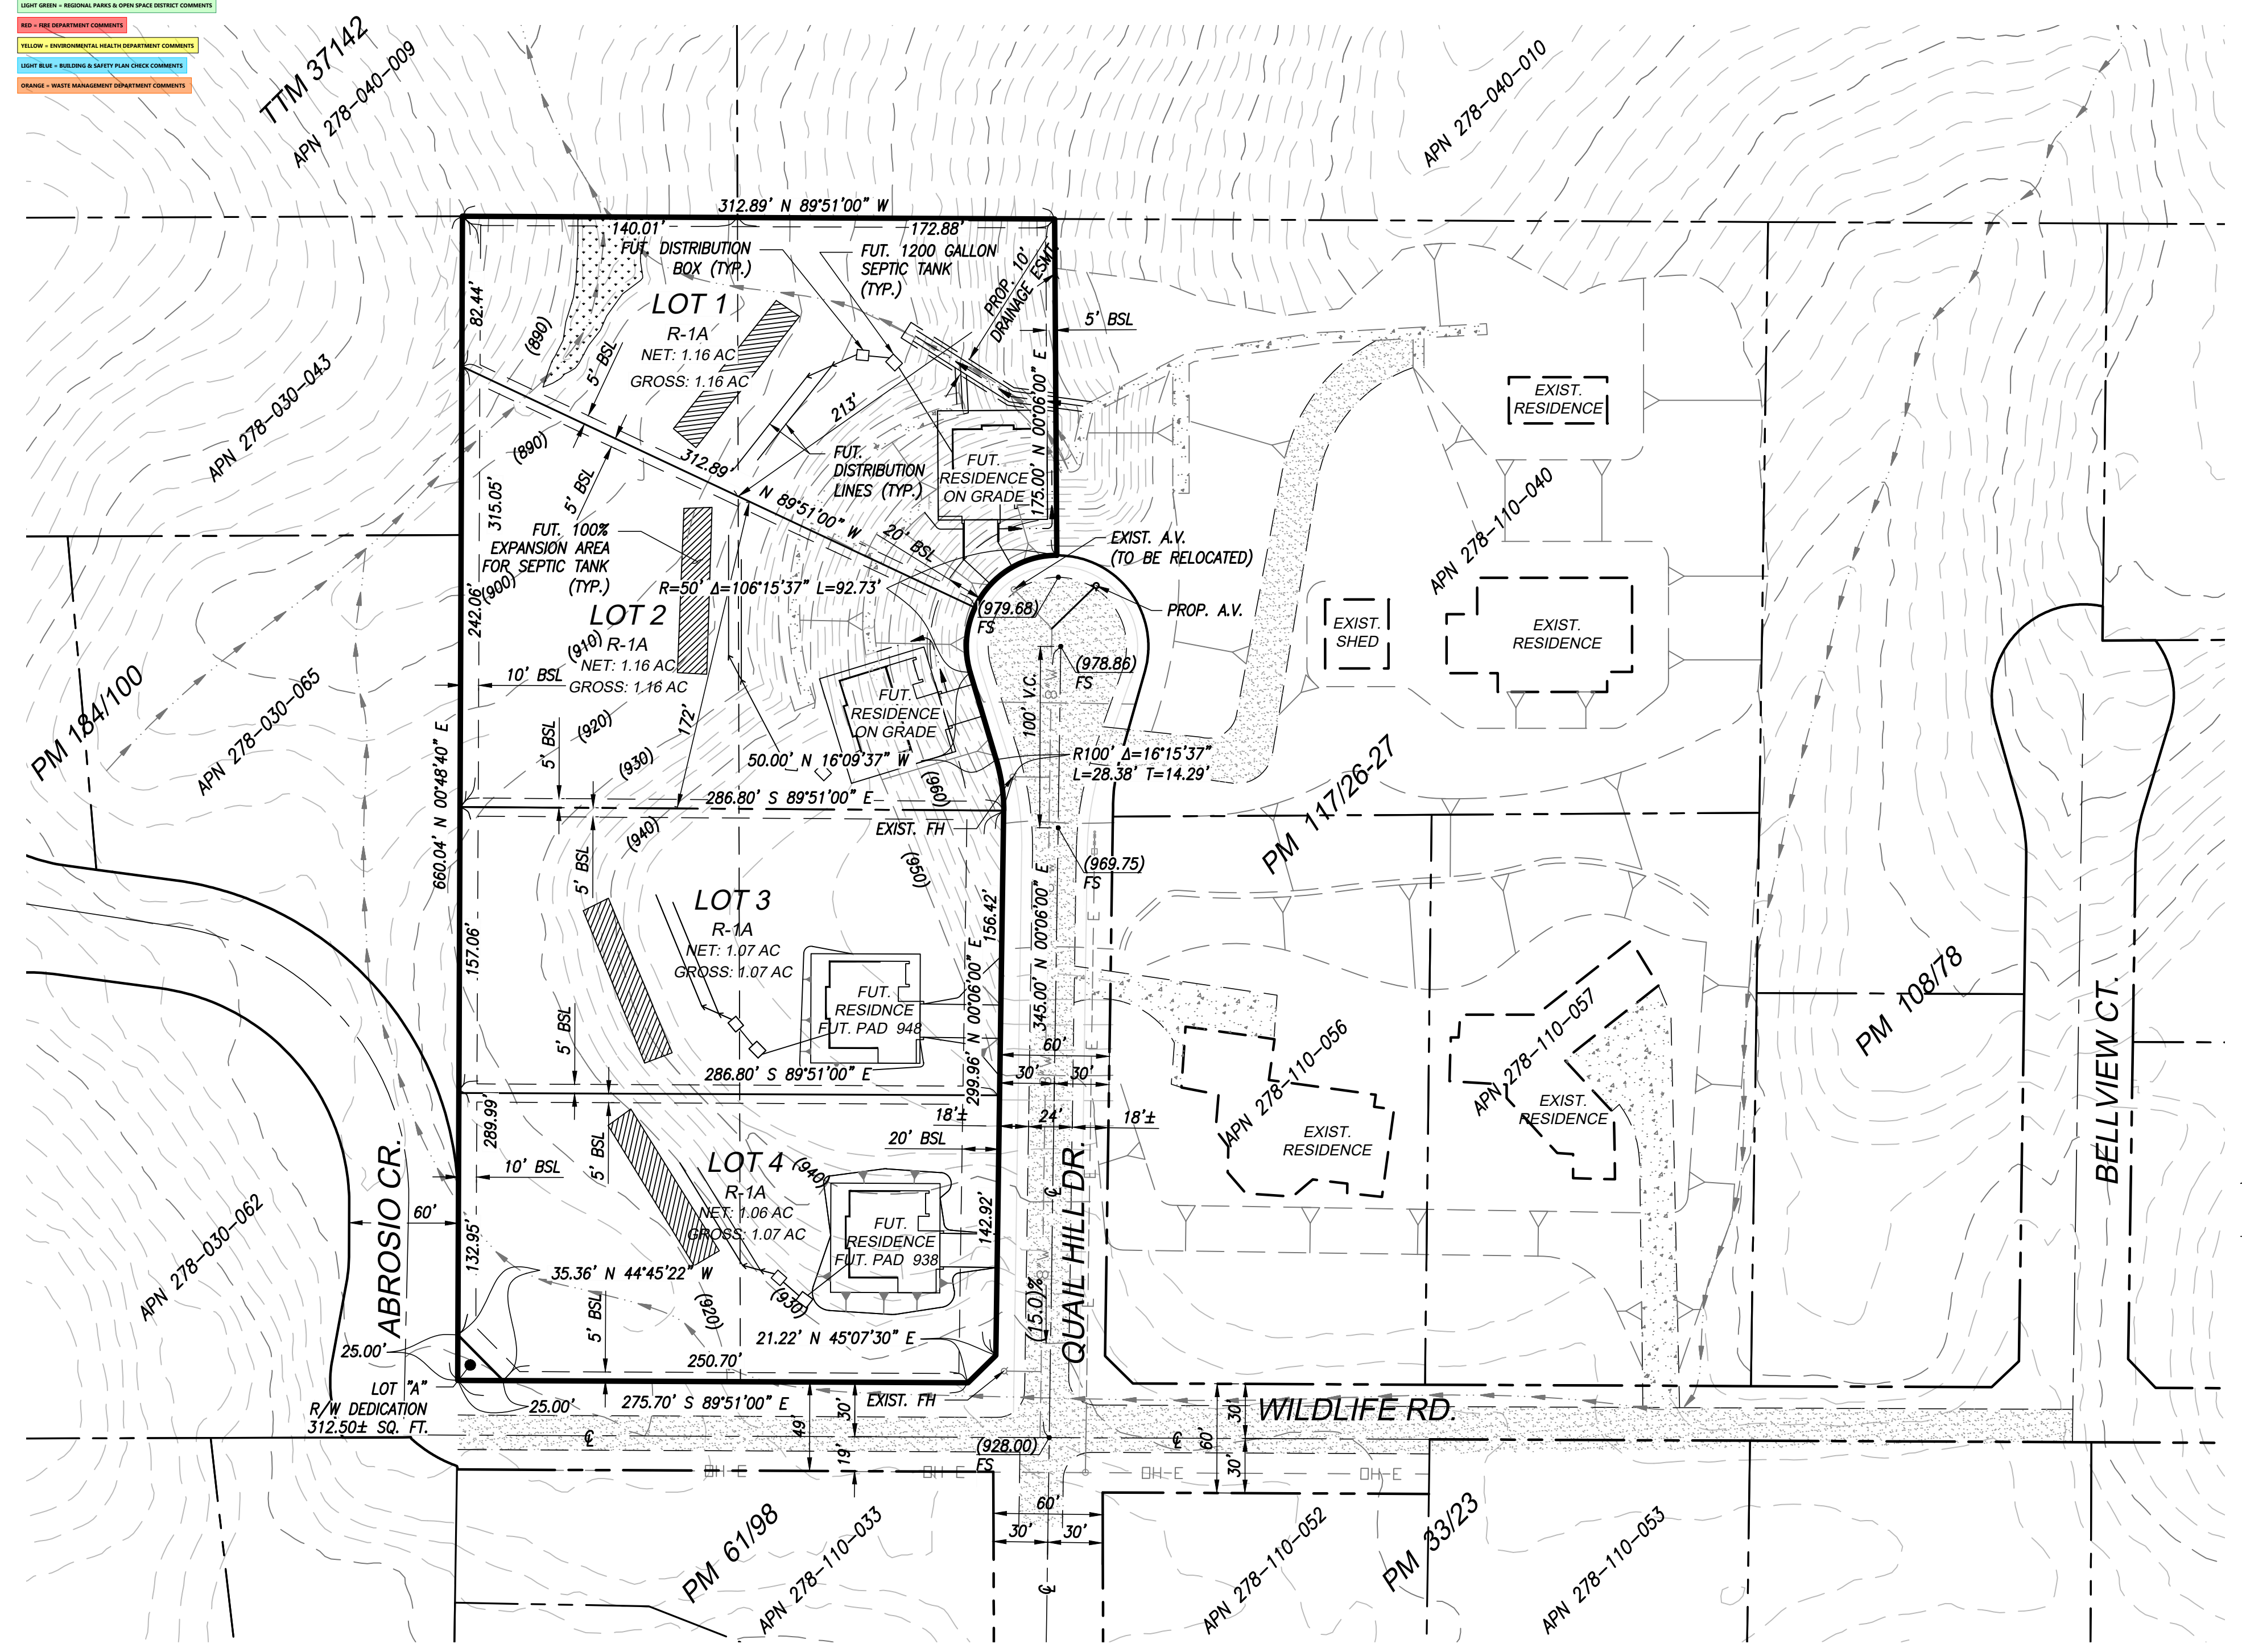 LIGHT GREEN = REGIONAL PARKS & OPEN SPACE DISTRICT COMMENTS
RED = FIRE DEPARTMENT COMMENTS
YELLOW = ENVIRONMENTAL HEALTH DEPARTMENT COMMENTS
LIGHT BLUE = BUILDING & SAFETY PLAN CHECK COMMENTS
ORANGE = WASTE MANAGEMENT DEPARTMENT COMMENTS
TTM 37142
APN 278-040-009
APN 278-040-010
312.89' N 89°51'00" W
140.01'
172.88'
FUT. DISTRIBUTION
BOX (TYP.)
FUT. 1200 GALLON
SEPTIC TANK
(TYP.)
PROP. 10'
DRAINAGE ESMT.
5' BSL
82.44'
(890)
LOT 1
R-1A
NET: 1.16 AC
GROSS: 1.16 AC
5' BSL
213'
175.00' N 00°06'00" E
EXIST.
RESIDENCE
APN 278-030-043
(890)
5' BSL
312.89'
N 89°51'00" W
FUT.
DISTRIBUTION
LINES (TYP.)
FUT.
RESIDENCE
ON GRADE
315.05'
20' BSL
FUT. 100%
EXPANSION AREA
FOR SEPTIC TANK
(TYP.)
(900)
EXIST. A.V.
(TO BE RELOCATED)
APN 278-110-040
R=50' Δ=106°15'37" L=92.73'
(979.68)
FS
R
PROP. A.V.
242.06'
LOT 2
R-1A
NET: 1.16 AC
GROSS: 1.16 AC
(910)
EXIST.
SHED
EXIST.
RESIDENCE
(978.86)
FS
8"W
10' BSL
FUT.
RESIDENCE
ON GRADE
PM 184/100
APN 278-030-065
(920)
172'
100' V.C.
5' BSL
(930)
50.00' N 16°09'37" W
R100' Δ=16°15'37"
L=28.38' T=14.29'
(960)
286.80' S 89°51'00" E
EXIST. FH
(940)
660.04' N 00°48'40" E
PM 117/26-27
(950)
(969.75)
FS
5' BSL
LOT 3
R-1A
NET: 1.07 AC
GROSS: 1.07 AC
156.42'
345.00' N 00°06'00" E
157.06'
FUT.
RESIDNCE
FUT. PAD 948
299.96' N 00°06'00" E
PM 108/78
5' BSL
60'
30'
30'
APN 278-110-056
APN 278-110-057
EXIST.
RESIDENCE
BELLVIEW CT.
286.80' S 89°51'00" E
289.99'
18'±
24'
18'±
20' BSL
5' BSL
EXIST.
RESIDENCE
10' BSL
LOT 4
R-1A
NET: 1.06 AC
GROSS: 1.07 AC
(940)
60'
ABROSIO CR.
APN 278-030-062
132.95'
142.92'
FUT.
RESIDENCE
FUT. PAD 938
QUAIL HILL DR.
8"W
(15.0)%
35.36' N 44°45'22" W
(930)
(920)
5' BSL
21.22' N 45°07'30" E
25.00'
250.70'
LOT "A"
R/W DEDICATION
312.50± SQ. FT.
25.00'
275.70' S 89°51'00" E
EXIST. FH
49'
30'
19'
WILDLIFE RD.
60'
30'
30'
(928.00)
FS
OH-E
OH-E
OH-E
OH-E
60'
30'
30'
PM 61/98
APN 278-110-033
APN 278-110-052
PM 33/23
APN 278-110-053